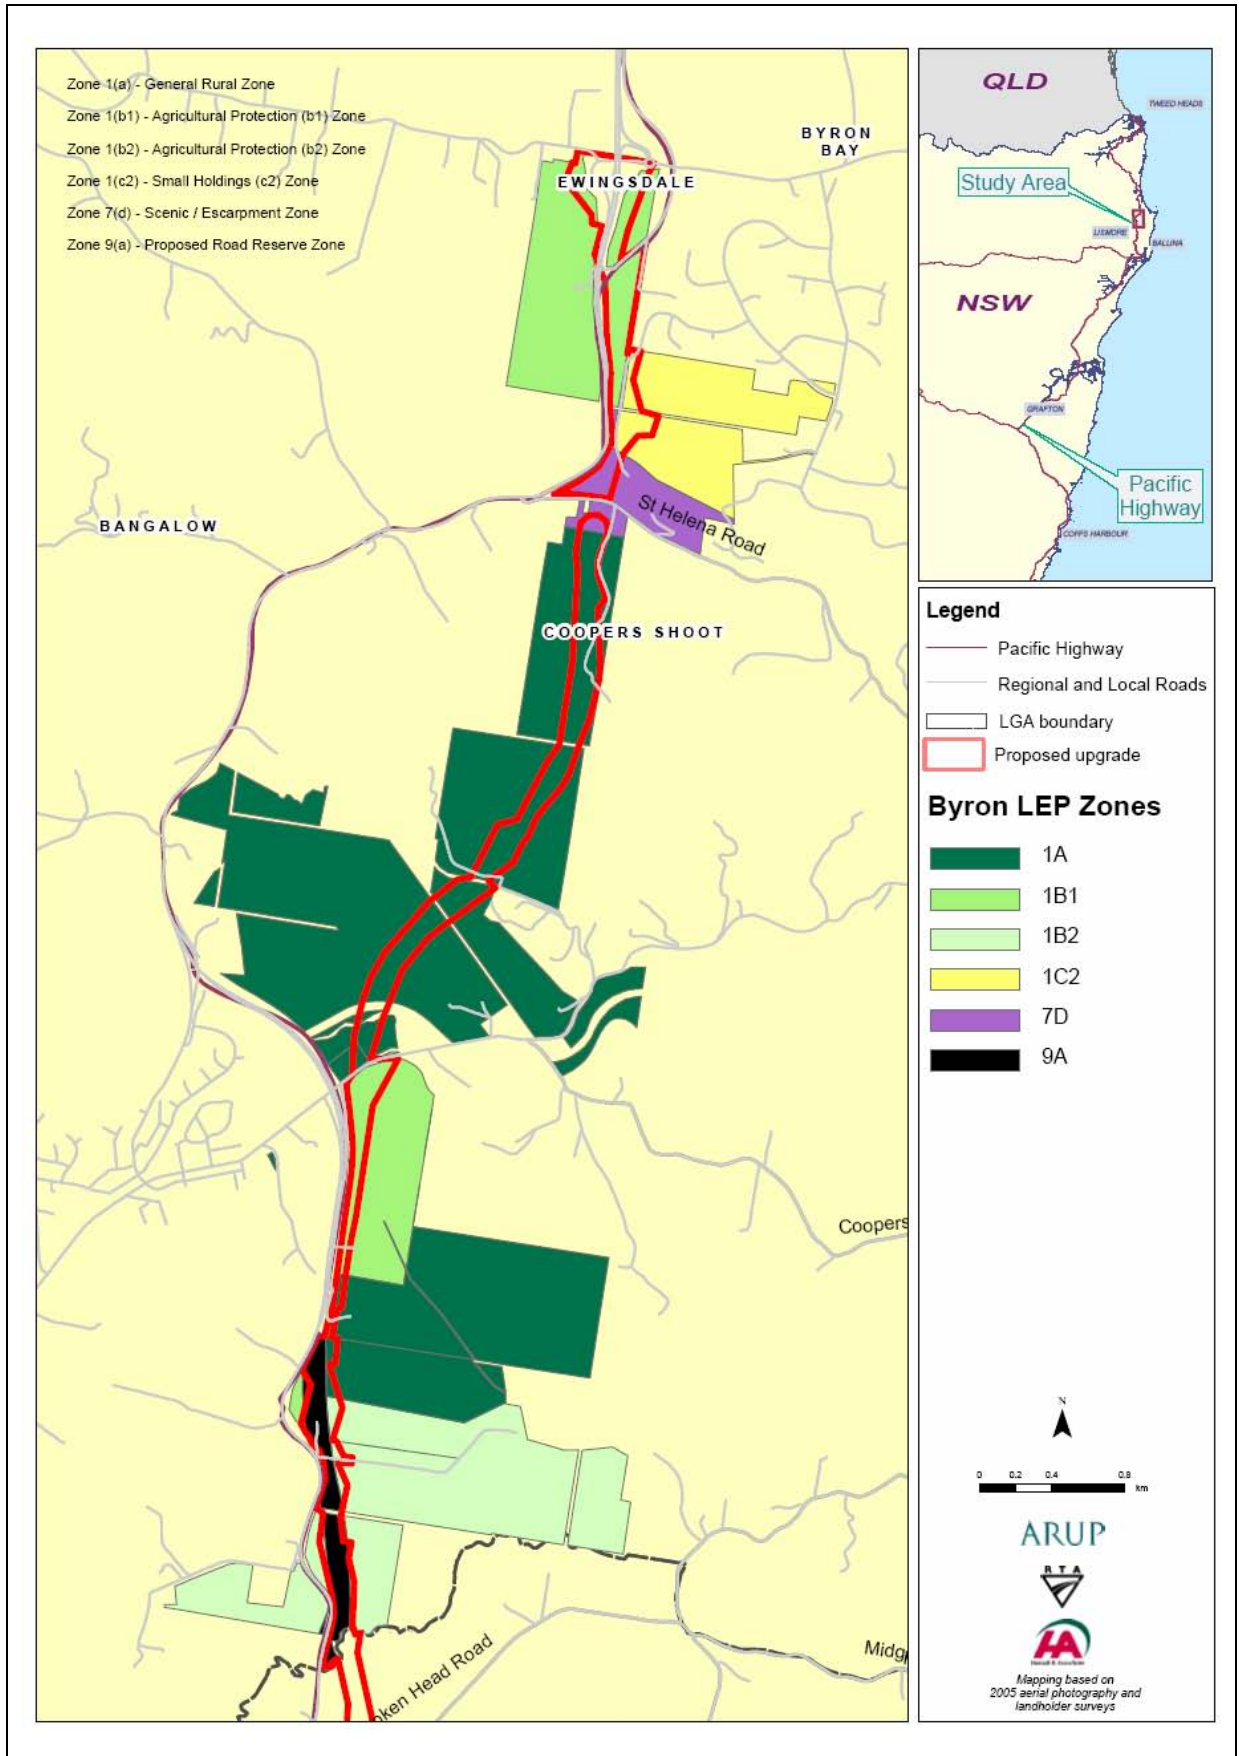 Zone 1(a) - General Rural Zone
Zone 1(b1) - Agricultural Protection (b1) Zone
Zone 1(b2) - Agricultural Protection (b2) Zone
Zone 1(c2) - Small Holdings (c2) Zone
Zone 7(d) - Scenic / Escarpment Zone
Zone 9(a) - Proposed Road Reserve Zone
BYRON
BAY
EWINGSDALE
St Helena Road
BANGALOW
COOPERS SHOOT
Coopers
Midg
oken Head Road
QLD
TWEED HEADS
Study Area
LISMORE
BALLINA
NSW
GRAFTON
Pacific
Highway
COFFS HARBOUR
Legend
Pacific Highway
Regional and Local Roads
LGA boundary
Proposed upgrade
Byron LEP Zones
1A
1B1
1B2
1C2
7D
9A
N
0 0.2 0.4 0.8
km
ARUP
RTA
HA
Mapping based on
2005 aerial photography and
landholder surveys